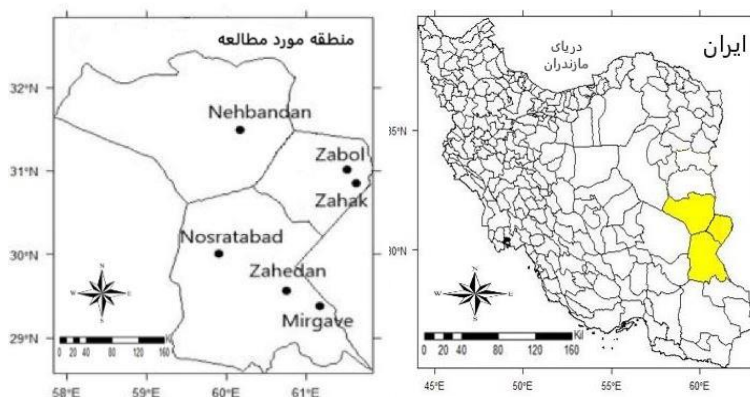 منطقه مورد مطالعه
32°N
Nehbandan
31°N
Zabol
Zahak
30°N
Nosratabad
Zahedan
Mirgave
29°N
N
W E
S
0 20 40 80 120 160
58°E 59°E 60°E 61°E
ایران
دریای
مازندران
35°N
30°N
N
W E
S
Kil
0 20 40 80 120 160
45°E 50°E 55°E 60°E